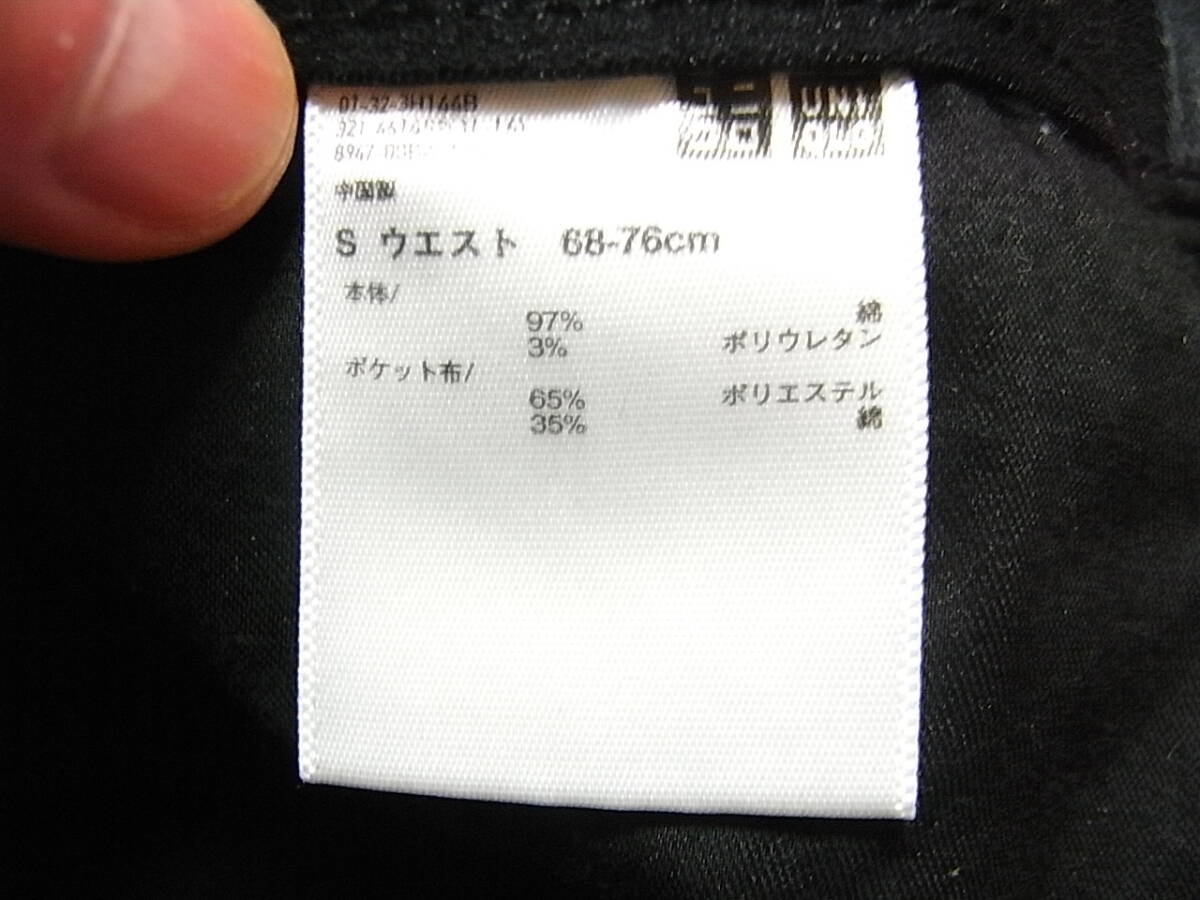 中国製
S ウエスト 68-76cm
本体/
97% 綿
3% ポリウレタン
ポケット布/
65% ポリエステル
35% 綿